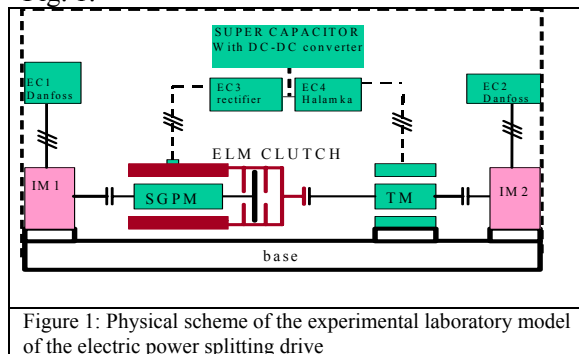 Fig. 1.
SUPER CAPACITOR
With DC-DC converter
EC1
Danfoss
EC3
rectifier
EC4
Halamka
EC2
Danfoss
ELM CLUTCH
IM 1
SGPM
TM
IM 2
base
Figure 1: Physical scheme of the experimental laboratory model
of the electric power splitting drive